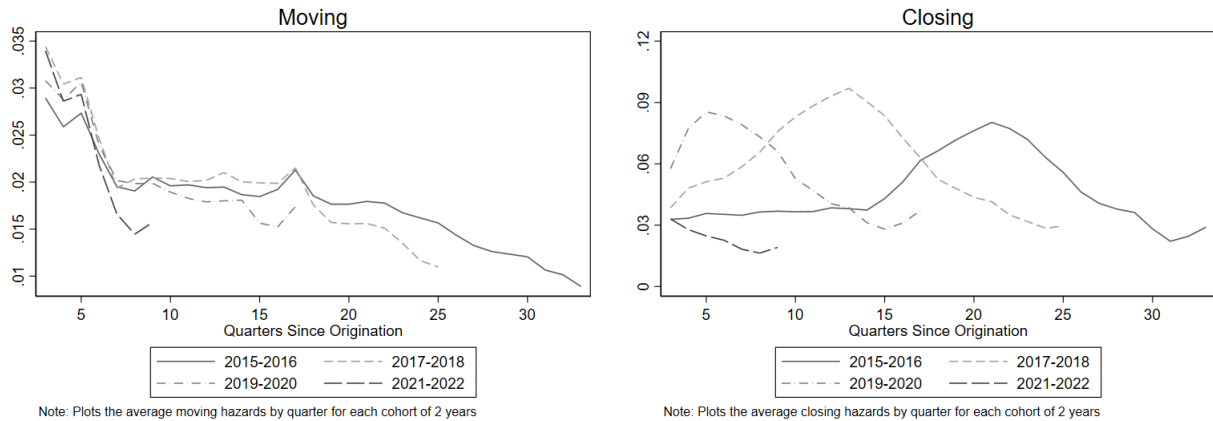 Moving
.035
.03
.025
.02
.015
.01
5 10 15 20 25 30
Quarters Since Origination
2015-2016 2017-2018
2019-2020 2021-2022
Note: Plots the average moving hazards by quarter for each cohort of 2 years
Closing
.12
.09
.06
.03
0
5 10 15 20 25 30
Quarters Since Origination
2015-2016 2017-2018
2019-2020 2021-2022
Note: Plots the average closing hazards by quarter for each cohort of 2 years